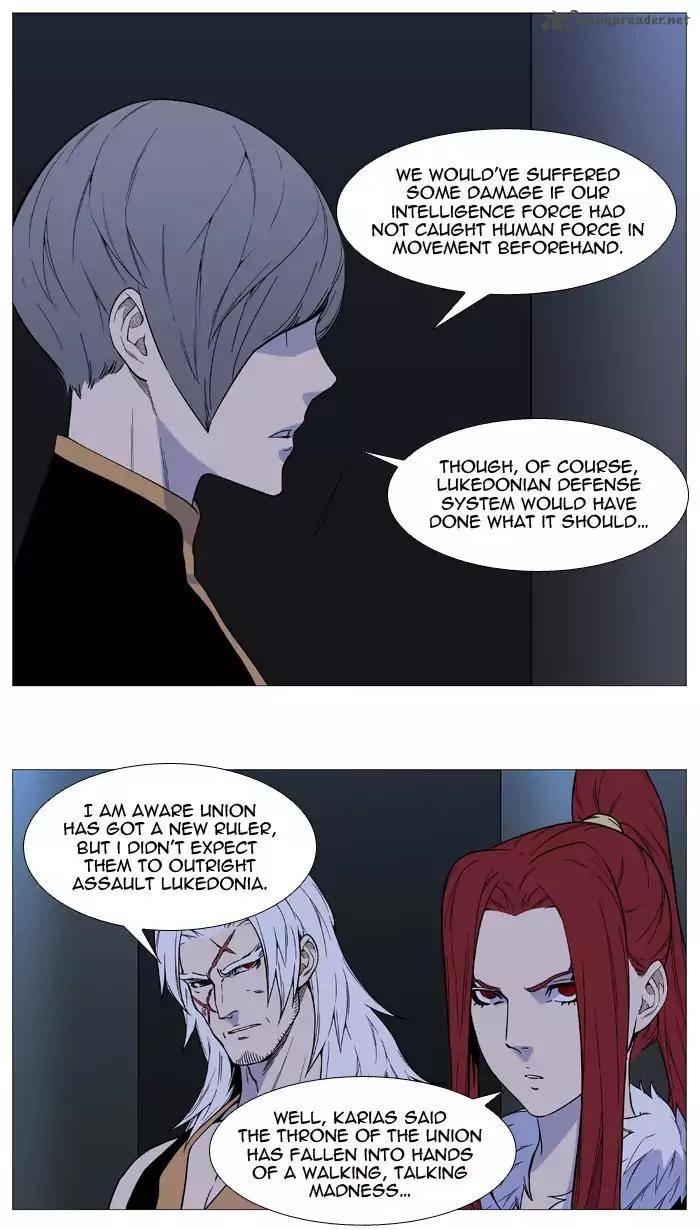 mangareader.net
WE WOULD'VE SUFFERED
SOME DAMAGE IF OUR
INTELLIGENCE FORCE HAD
NOT CAUGHT HUMAN FORCE IN
MOVEMENT BEFOREHAND.
THOUGH, OF COURSE,
LUKEDONIAN DEFENSE
SYSTEM WOULD HAVE
DONE WHAT IT SHOULD...
I AM AWARE UNION
HAS GOT A NEW RULER,
BUT I DIDN'T EXPECT
THEM TO OUTRIGHT
ASSAULT LUKEDONIA.
WELL, KARIAS SAID
THE THRONE OF THE UNION
HAS FALLEN INTO HANDS
OF A WALKING, TALKING
MADNESS...